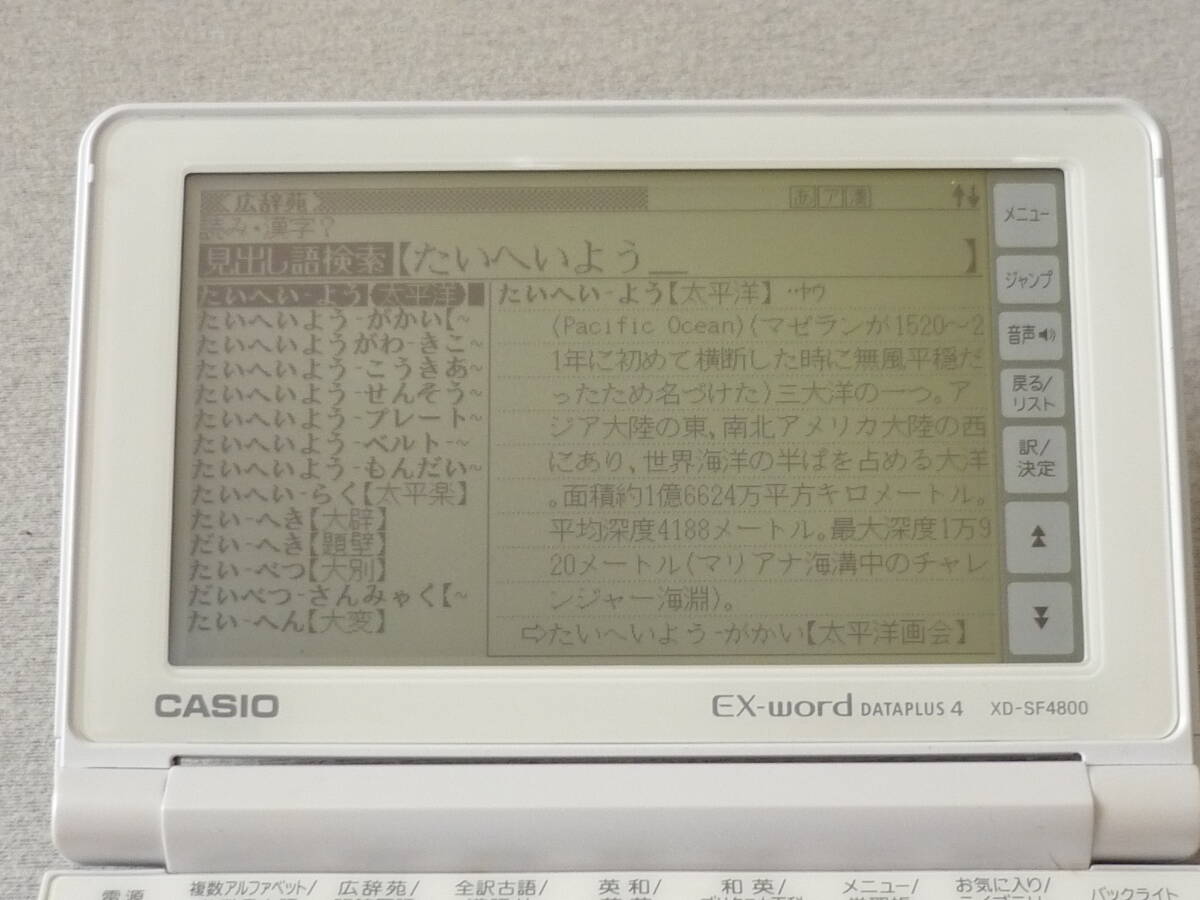 広辞苑
読み・漢字?
見出し語検索【たいへいよう＿】
たいへい-よう【太平洋】
たいへいよう-がかい【~
たいへいようがわ-きこ~
たいへいよう-こうきあ~
たいへいよう-せんそう~
たいへいよう-プレート~
たいへいよう-ベルト-~
たいへいよう-もんだい~
たいへい-らく【太平楽】
たい-へき【大辟】
だい-へき【題壁】
たい-べつ【大別】
だいべつ-さんみゃく【~
たい-へん【大変】
たいへい-よう【太平洋】‥ヤウ
(Pacific Ocean)(マゼランが1520~2
1年に初めて横断した時に無風平穏だ
ったため名づけた)三大洋の一つ。ア
ジア大陸の東、南北アメリカ大陸の西
にあり、世界海洋の半ばを占める大洋
。面積約1億6624万平方キロメートル。
平均深度4188メートル。最大深度1万9
20メートル(マリアナ海溝中のチャレ
ンジャー海淵)。
⇨たいへいよう-がかい【太平洋画会】
メニュー
ジャンプ
音声
戻る/
リスト
訳/
決定
CASIO
EX-word DATAPLUS 4 XD-SF4800
電源 複数アルファベット/ 広辞苑/ 全訳古語/ 英和/ 和英/ メニュー/ お気に入り/ バックライト